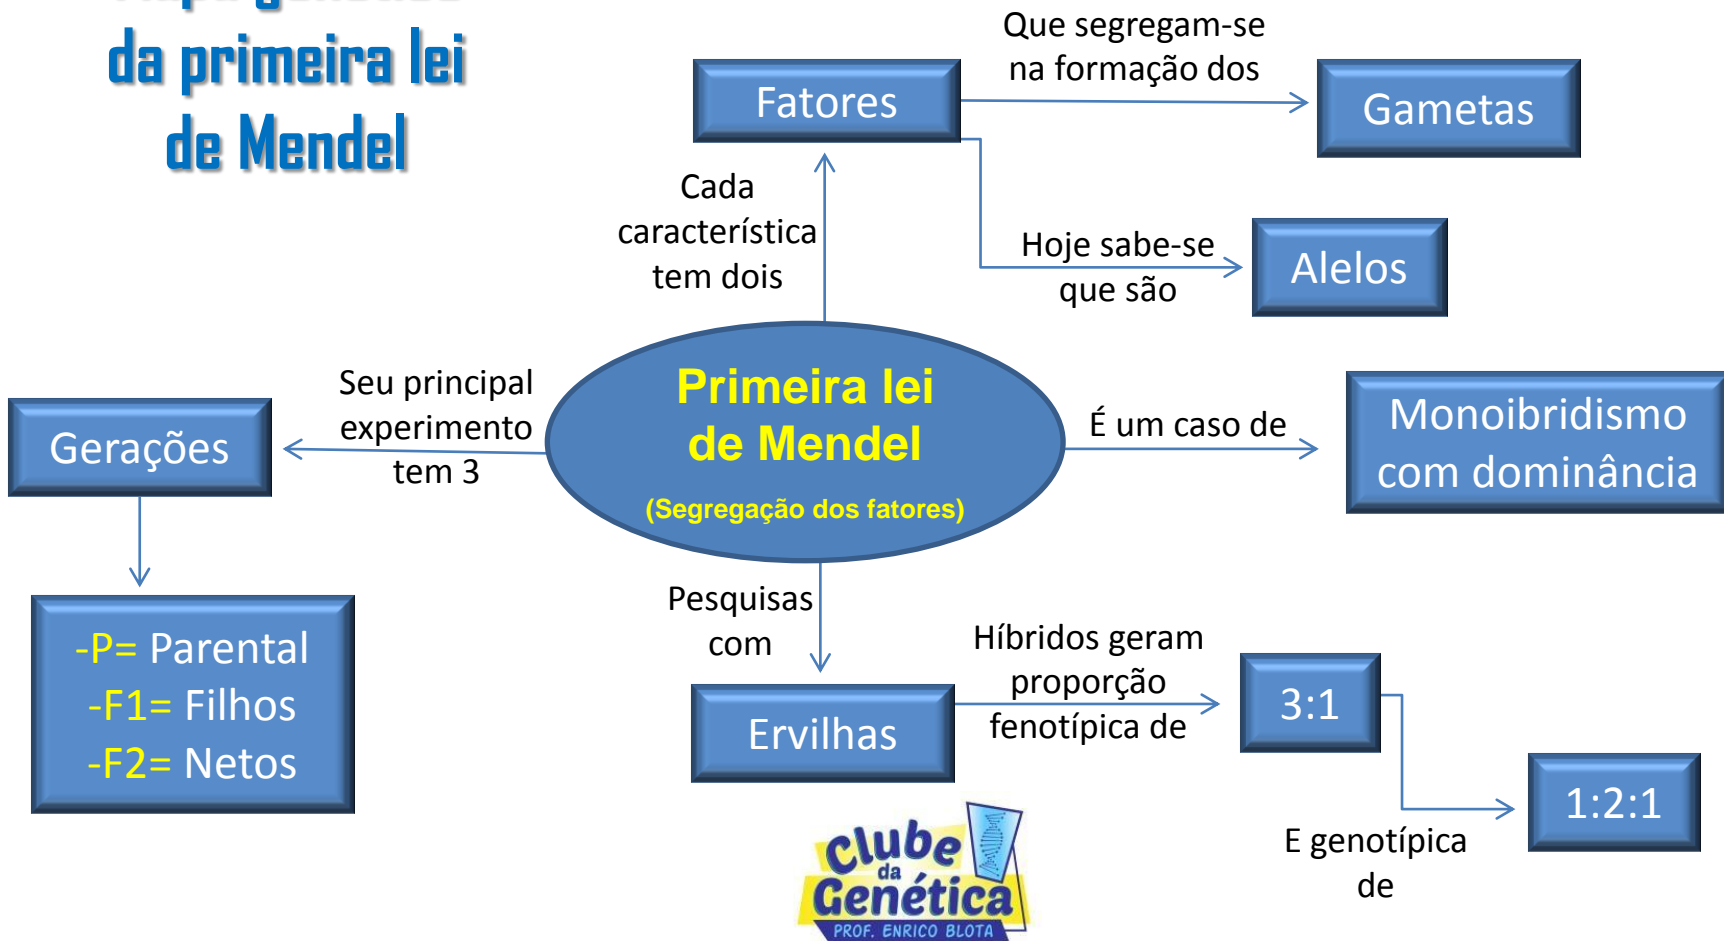 da primeira lei
de Mendel
Que segregam-se
na formação dos
Fatores
Gametas
Cada
característica
tem dois
Hoje sabe-se
que são
Alelos
Primeira lei
de Mendel
(Segregação dos fatores)
Seu principal
experimento
tem 3
Gerações
É um caso de
Monoibridismo
com dominância
-P= Parental
-F1= Filhos
-F2= Netos
Pesquisas
com
Ervilhas
Híbridos geram
proporção
fenotípica de
3:1
E genotípica
de
1:2:1
Clube
da
Genética
PROF. ENRICO BLOTA